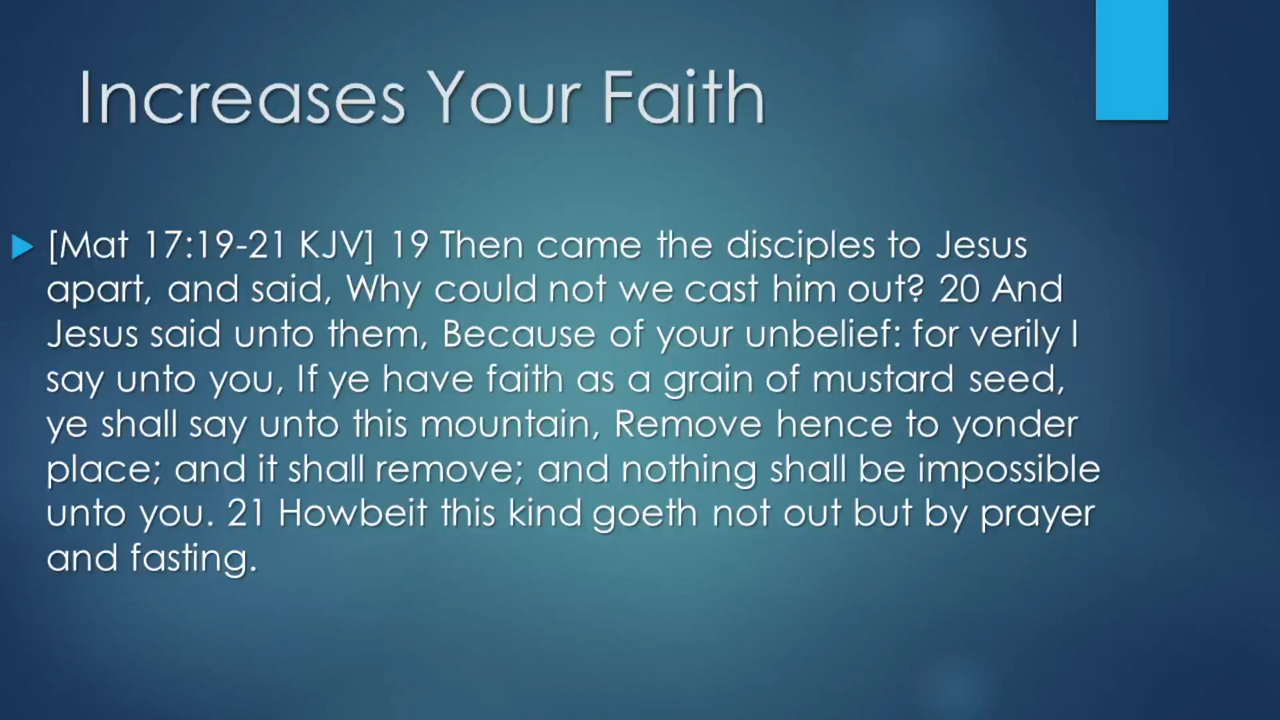 Increases Your Faith
[Mat 17:19-21 KJV] 19 Then came the disciples to Jesus
apart, and said, Why could not we cast him out? 20 And
Jesus said unto them, Because of your unbelief: for verily I
say unto you, If ye have faith as a grain of mustard seed,
ye shall say unto this mountain, Remove hence to yonder
place; and it shall remove; and nothing shall be impossible
unto you. 21 Howbeit this kind goeth not out but by prayer
and fasting.